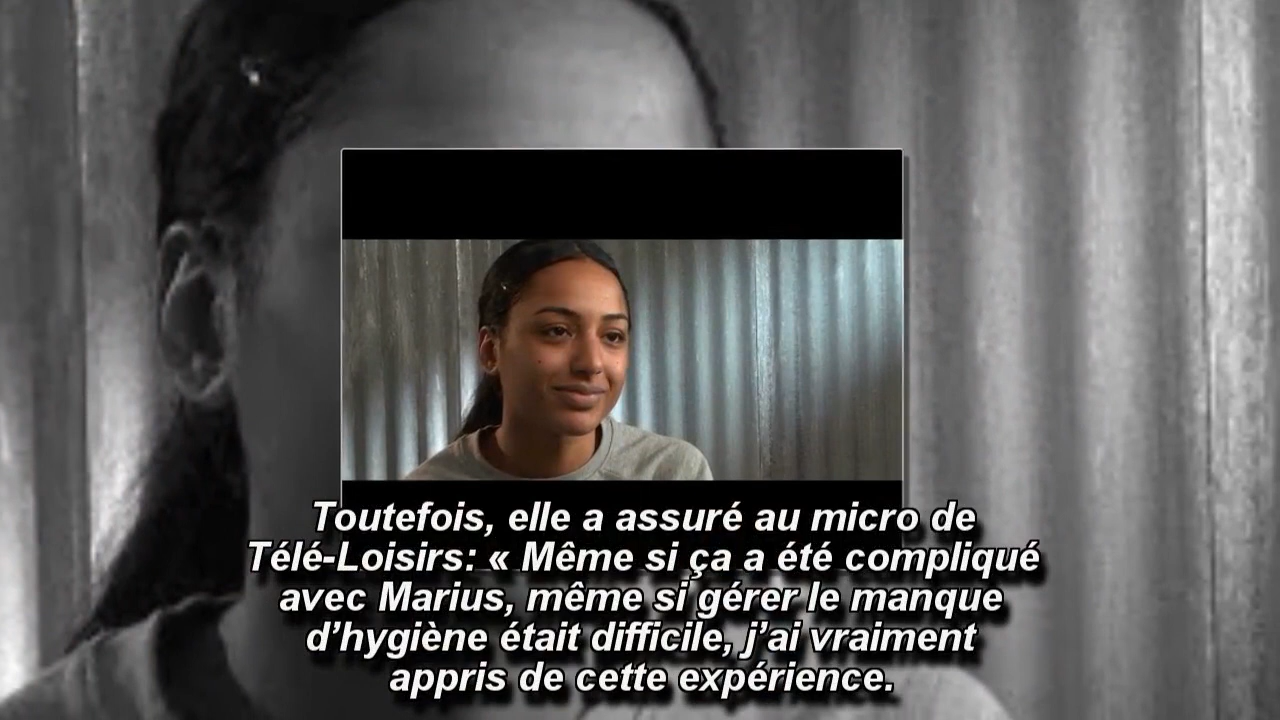 Toutefois, elle a assuré au micro de
Télé-Loisirs: « Même si ça a été compliqué
avec Marius, même si gérer le manque
d’hygiène était difficile, j’ai vraiment
appris de cette expérience.